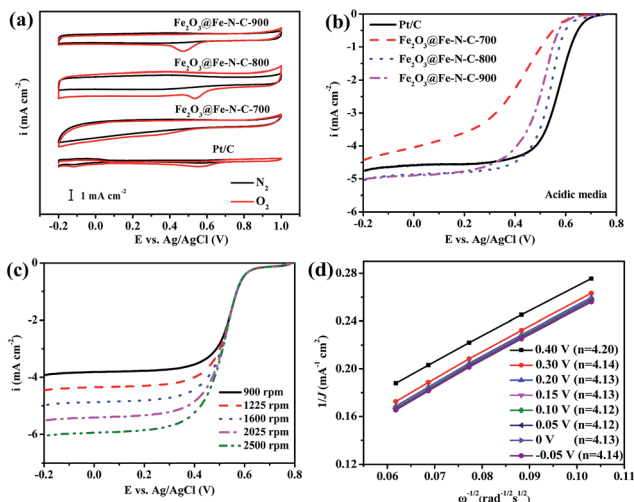 (a)
Fe₂O₃@Fe-N-C-900
Fe₂O₃@Fe-N-C-800
Fe₂O₃@Fe-N-C-700
Pt/C
1 mA cm⁻²
N₂
O₂
i (mA cm⁻²)
-0.2 0.0 0.2 0.4 0.6 0.8 1.0
E vs. Ag/AgCl (V)
(b)
Pt/C
Fe₂O₃@Fe-N-C-700
Fe₂O₃@Fe-N-C-800
Fe₂O₃@Fe-N-C-900
Acidic media
i (mA cm⁻²)
0
-1
-2
-3
-4
-5
-6
-0.2 0.0 0.2 0.4 0.6 0.8
E vs. Ag/AgCl (V)
(c)
0
-2
-4
-6
i (mA cm⁻²)
900 rpm
1225 rpm
1600 rpm
2025 rpm
2500 rpm
-0.2 0.0 0.2 0.4 0.6 0.8
E vs. Ag/AgCl (V)
(d)
0.28
0.24
0.20
0.16
0.12
1/J (mA⁻¹ cm²)
0.40 V (n=4.20)
0.30 V (n=4.14)
0.20 V (n=4.13)
0.15 V (n=4.13)
0.10 V (n=4.12)
0.05 V (n=4.12)
0 V (n=4.13)
-0.05 V (n=4.14)
0.06 0.07 0.08 0.09 0.10 0.11
ω⁻¹/²(rad⁻¹/²s¹/²)